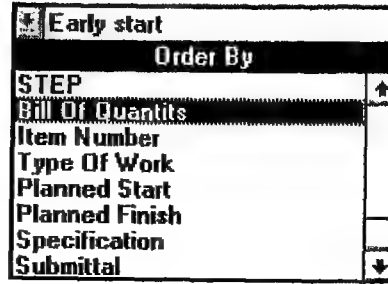 Early start
Order By
STEP
Bill Of Quantits
Item Number
Type Of Work
Planned Start
Planned Finish
Specification
Submittal